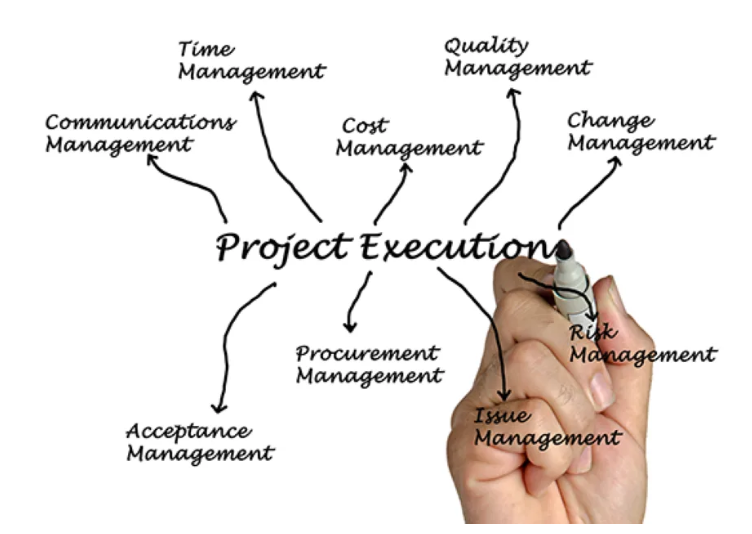 Time
Management
Quality
Management
Communications
Management
Cost
Management
Change
Management
Project Execution
Procurement
Management
Risk
Management
Acceptance
Management
Issue
Management